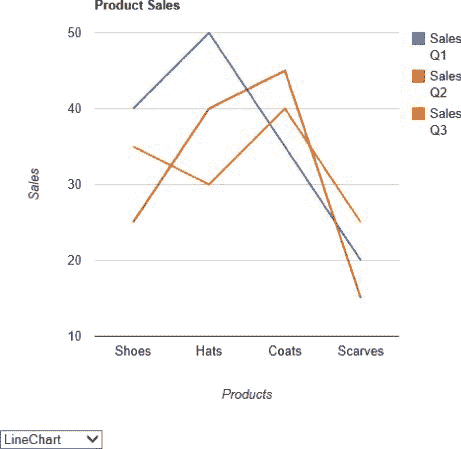 Product Sales
50
40
30
20
10
Sales
Shoes Hats Coats Scarves
Products
Sales
Q1
Sales
Q2
Sales
Q3
LineChart